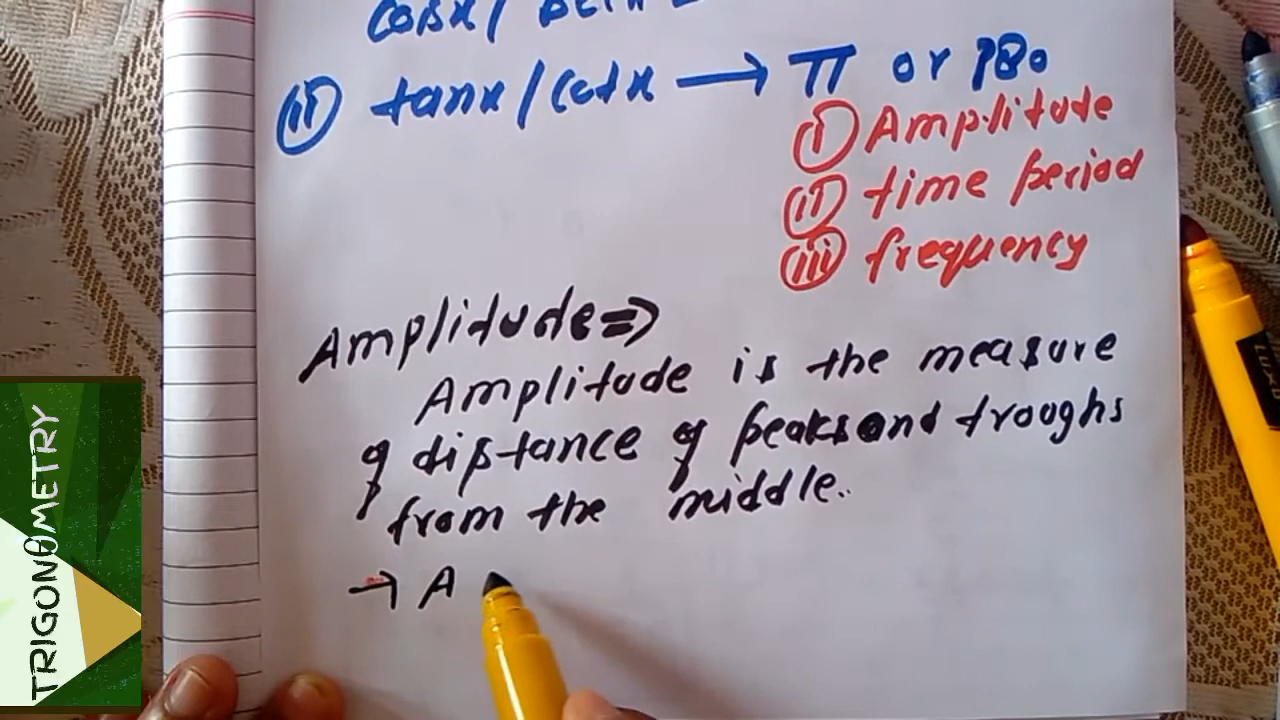 (ii) tanx/cotx → π or 180
(i) Amplitude
(ii) time period
(iii) frequency
Amplitude ⇒
Amplitude is the measure
of distance of peaks and troughs
from the middle..
→ A
TRIGONOMETRY